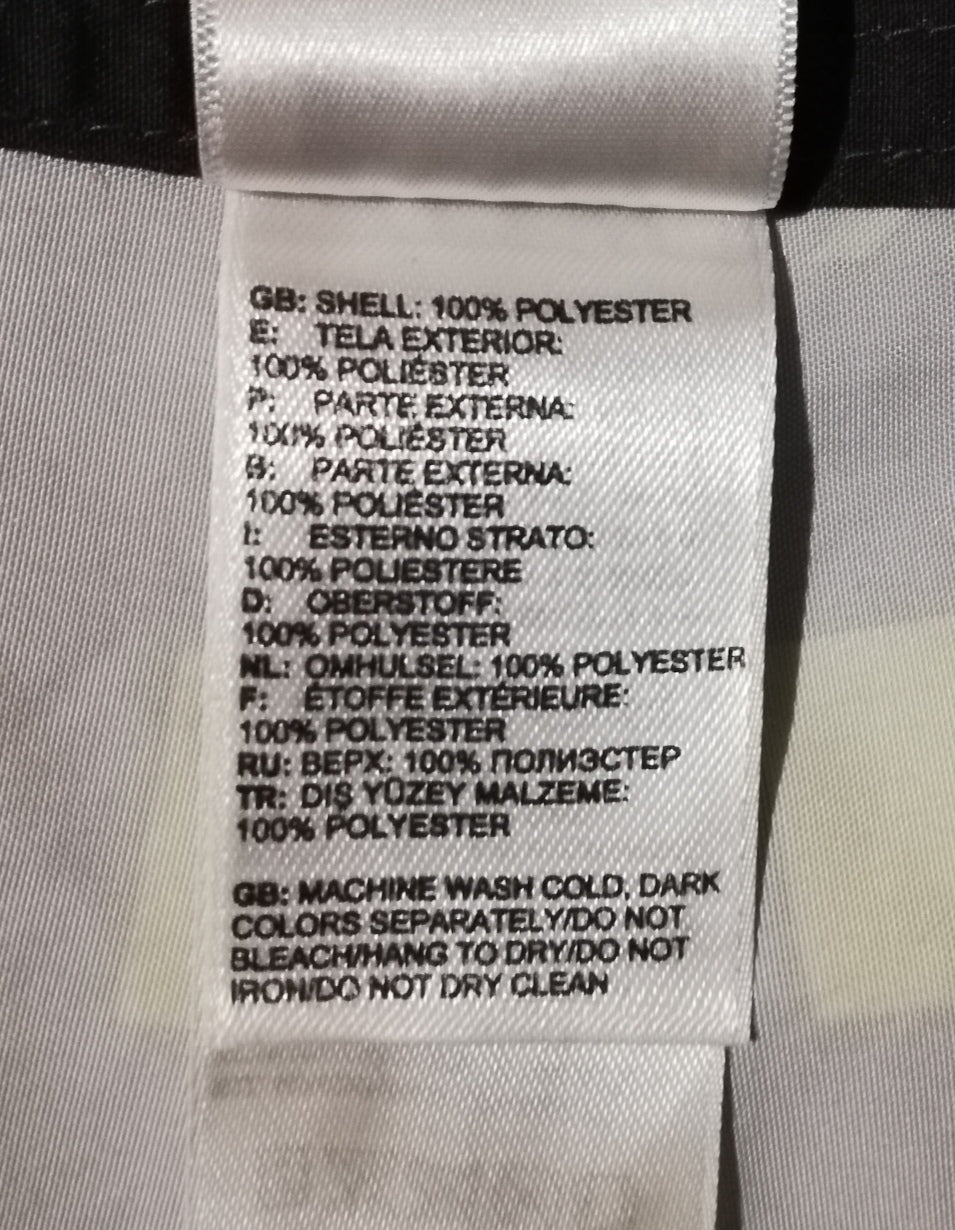 GB: SHELL: 100% POLYESTER
E: TELA EXTERIOR:
100% POLIÉSTER
P: PARTE EXTERNA:
100% POLIÉSTER
B: PARTE EXTERNA:
100% POLIÉSTER
I: ESTERNO STRATO:
100% POLIESTERE
D: OBERSTOFF:
100% POLYESTER
NL: OMHULSEL: 100% POLYESTER
F: ÉTOFFE EXTÉRIEURE:
100% POLYESTER
RU: ВЕРХ: 100% ПОЛИЭСТЕР
TR: DIŞ YÜZEY MALZEME:
100% POLYESTER
GB: MACHINE WASH COLD, DARK
COLORS SEPARATELY/DO NOT
BLEACH/HANG TO DRY/DO NOT
IRON/DO NOT DRY CLEAN